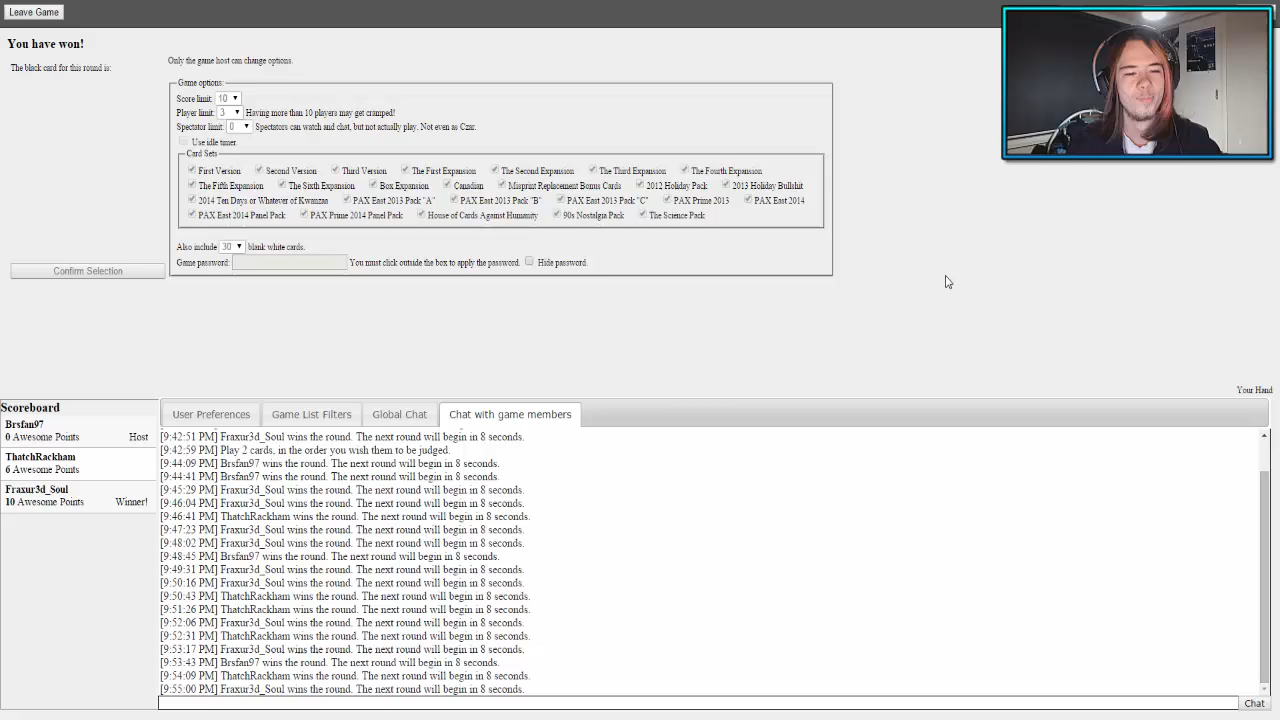 Leave Game
You have won!
The black card for this round is:
Only the game host can change options.
Game options:
Score limit: 10
Player limit: 3 Having more than 10 players may get cramped!
Spectator limit: 0 Spectators can watch and chat, but not actually play. Not even as Czar.
Use idle timer.
Card Sets
First Version Second Version Third Version The First Expansion The Second Expansion The Third Expansion The Fourth Expansion
The Fifth Expansion The Sixth Expansion Box Expansion Canadian Misprint Replacement Bonus Cards 2012 Holiday Pack 2013 Holiday Bullshit
2014 Ten Days or Whatever of Kwanzaa PAX East 2013 Pack "A" PAX East 2013 Pack "B" PAX East 2013 Pack "C" PAX Prime 2013 PAX East 2014
PAX East 2014 Panel Pack PAX Prime 2014 Panel Pack House of Cards Against Humanity 90s Nostalgia Pack The Science Pack
Also include 30 blank white cards.
Game password: You must click outside the box to apply the password. Hide password.
Confirm Selection
Your Hand
Scoreboard
Brsfan97
0 Awesome Points Host
ThatchRackham
6 Awesome Points
Fraxur3d_Soul
10 Awesome Points Winner!
User Preferences Game List Filters Global Chat Chat with game members
[9:42:51 PM] Fraxur3d_Soul wins the round. The next round will begin in 8 seconds.
[9:42:59 PM] Play 2 cards, in the order you wish them to be judged.
[9:44:09 PM] Brsfan97 wins the round. The next round will begin in 8 seconds.
[9:44:41 PM] Brsfan97 wins the round. The next round will begin in 8 seconds.
[9:45:29 PM] Fraxur3d_Soul wins the round. The next round will begin in 8 seconds.
[9:46:04 PM] Fraxur3d_Soul wins the round. The next round will begin in 8 seconds.
[9:46:41 PM] ThatchRackham wins the round. The next round will begin in 8 seconds.
[9:47:23 PM] Fraxur3d_Soul wins the round. The next round will begin in 8 seconds.
[9:48:02 PM] Fraxur3d_Soul wins the round. The next round will begin in 8 seconds.
[9:48:45 PM] Brsfan97 wins the round. The next round will begin in 8 seconds.
[9:49:31 PM] Fraxur3d_Soul wins the round. The next round will begin in 8 seconds.
[9:50:16 PM] Fraxur3d_Soul wins the round. The next round will begin in 8 seconds.
[9:50:43 PM] ThatchRackham wins the round. The next round will begin in 8 seconds.
[9:51:26 PM] ThatchRackham wins the round. The next round will begin in 8 seconds.
[9:52:06 PM] Fraxur3d_Soul wins the round. The next round will begin in 8 seconds.
[9:52:31 PM] ThatchRackham wins the round. The next round will begin in 8 seconds.
[9:53:17 PM] Fraxur3d_Soul wins the round. The next round will begin in 8 seconds.
[9:53:43 PM] Brsfan97 wins the round. The next round will begin in 8 seconds.
[9:54:09 PM] ThatchRackham wins the round. The next round will begin in 8 seconds.
[9:55:00 PM] Fraxur3d_Soul wins the round. The next round will begin in 8 seconds.
Chat